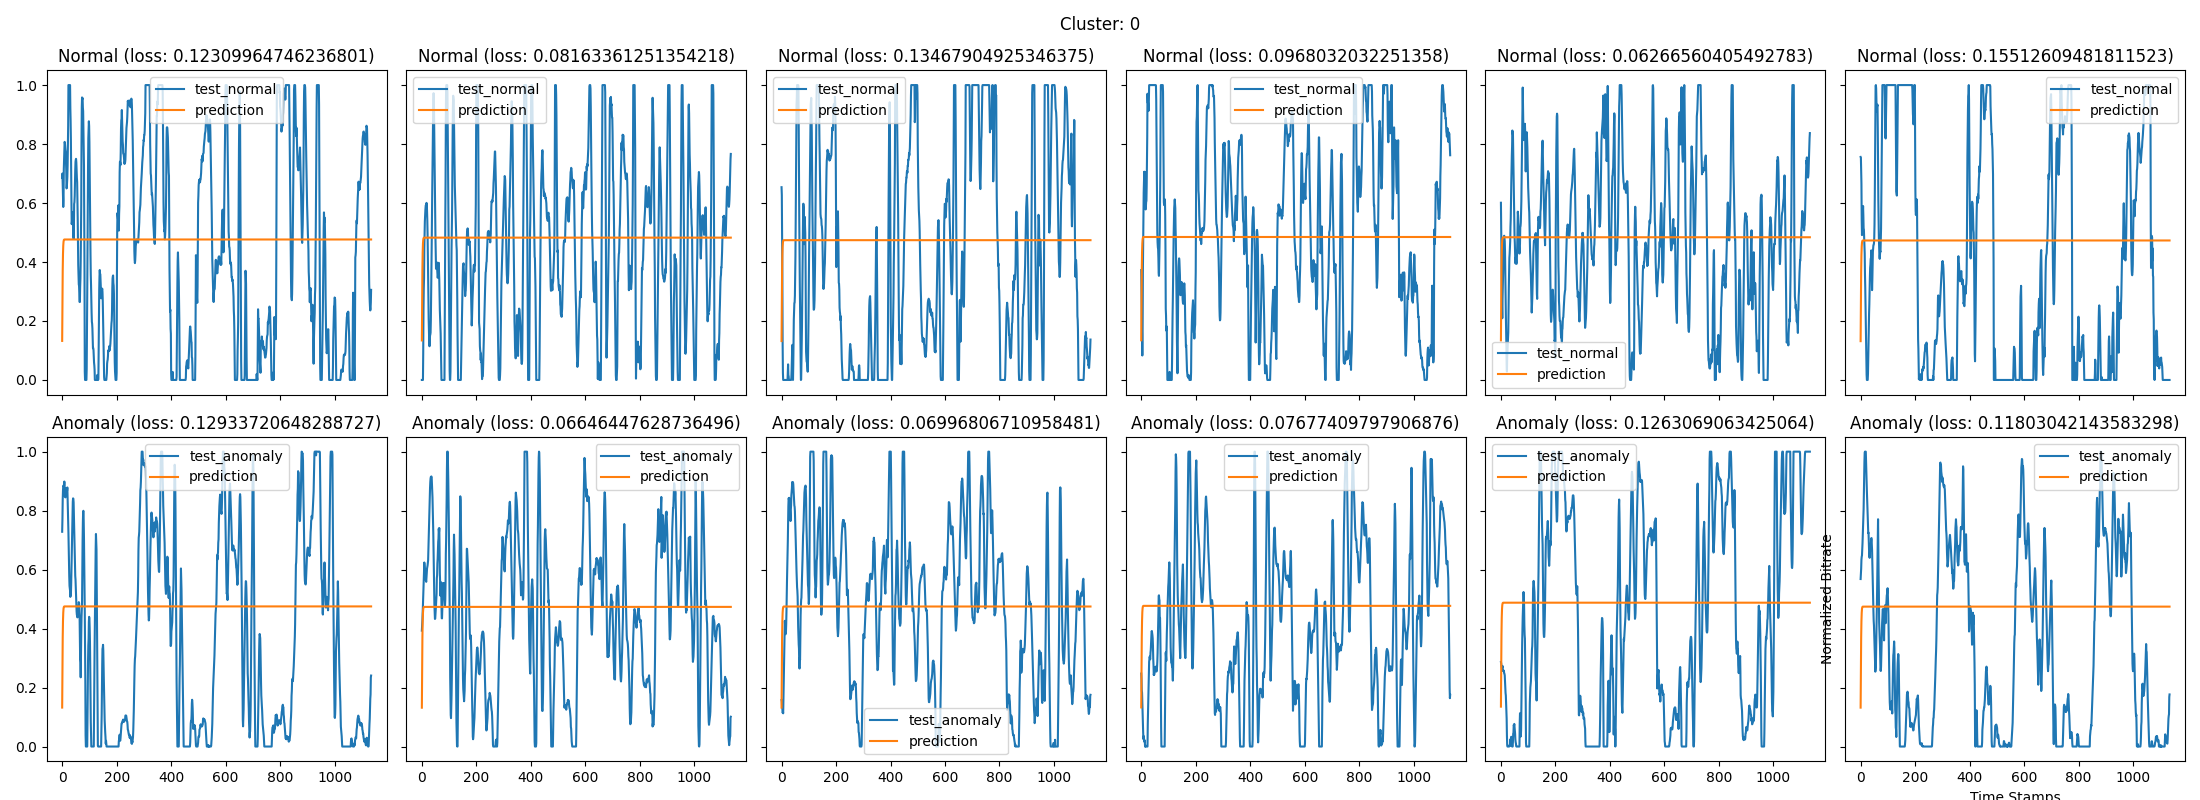 Cluster: 0
Normal (loss: 0.12309964746236801)
Normal (loss: 0.08163361251354218)
Normal (loss: 0.13467904925346375)
Normal (loss: 0.0968032032251358)
Normal (loss: 0.06266560405492783)
Normal (loss: 0.15512609481811523)
test_normal
prediction
test_normal
prediction
test_normal
prediction
test_normal
prediction
test_normal
prediction
test_normal
prediction
1.0
0.8
0.6
0.4
0.2
0.0
Anomaly (loss: 0.12933720648288727)
Anomaly (loss: 0.06646447628736496)
Anomaly (loss: 0.06996806710958481)
Anomaly (loss: 0.07677409797906876)
Anomaly (loss: 0.1263069063425064)
Anomaly (loss: 0.11803042143583298)
test_anomaly
prediction
test_anomaly
prediction
test_anomaly
prediction
test_anomaly
prediction
test_anomaly
prediction
test_anomaly
prediction
1.0
0.8
0.6
0.4
0.2
0.0
0 200 400 600 800 1000
0 200 400 600 800 1000
0 200 400 600 800 1000
0 200 400 600 800 1000
0 200 400 600 800 1000
0 200 400 600 800 1000
Normalized Bitrate
Time Stamps